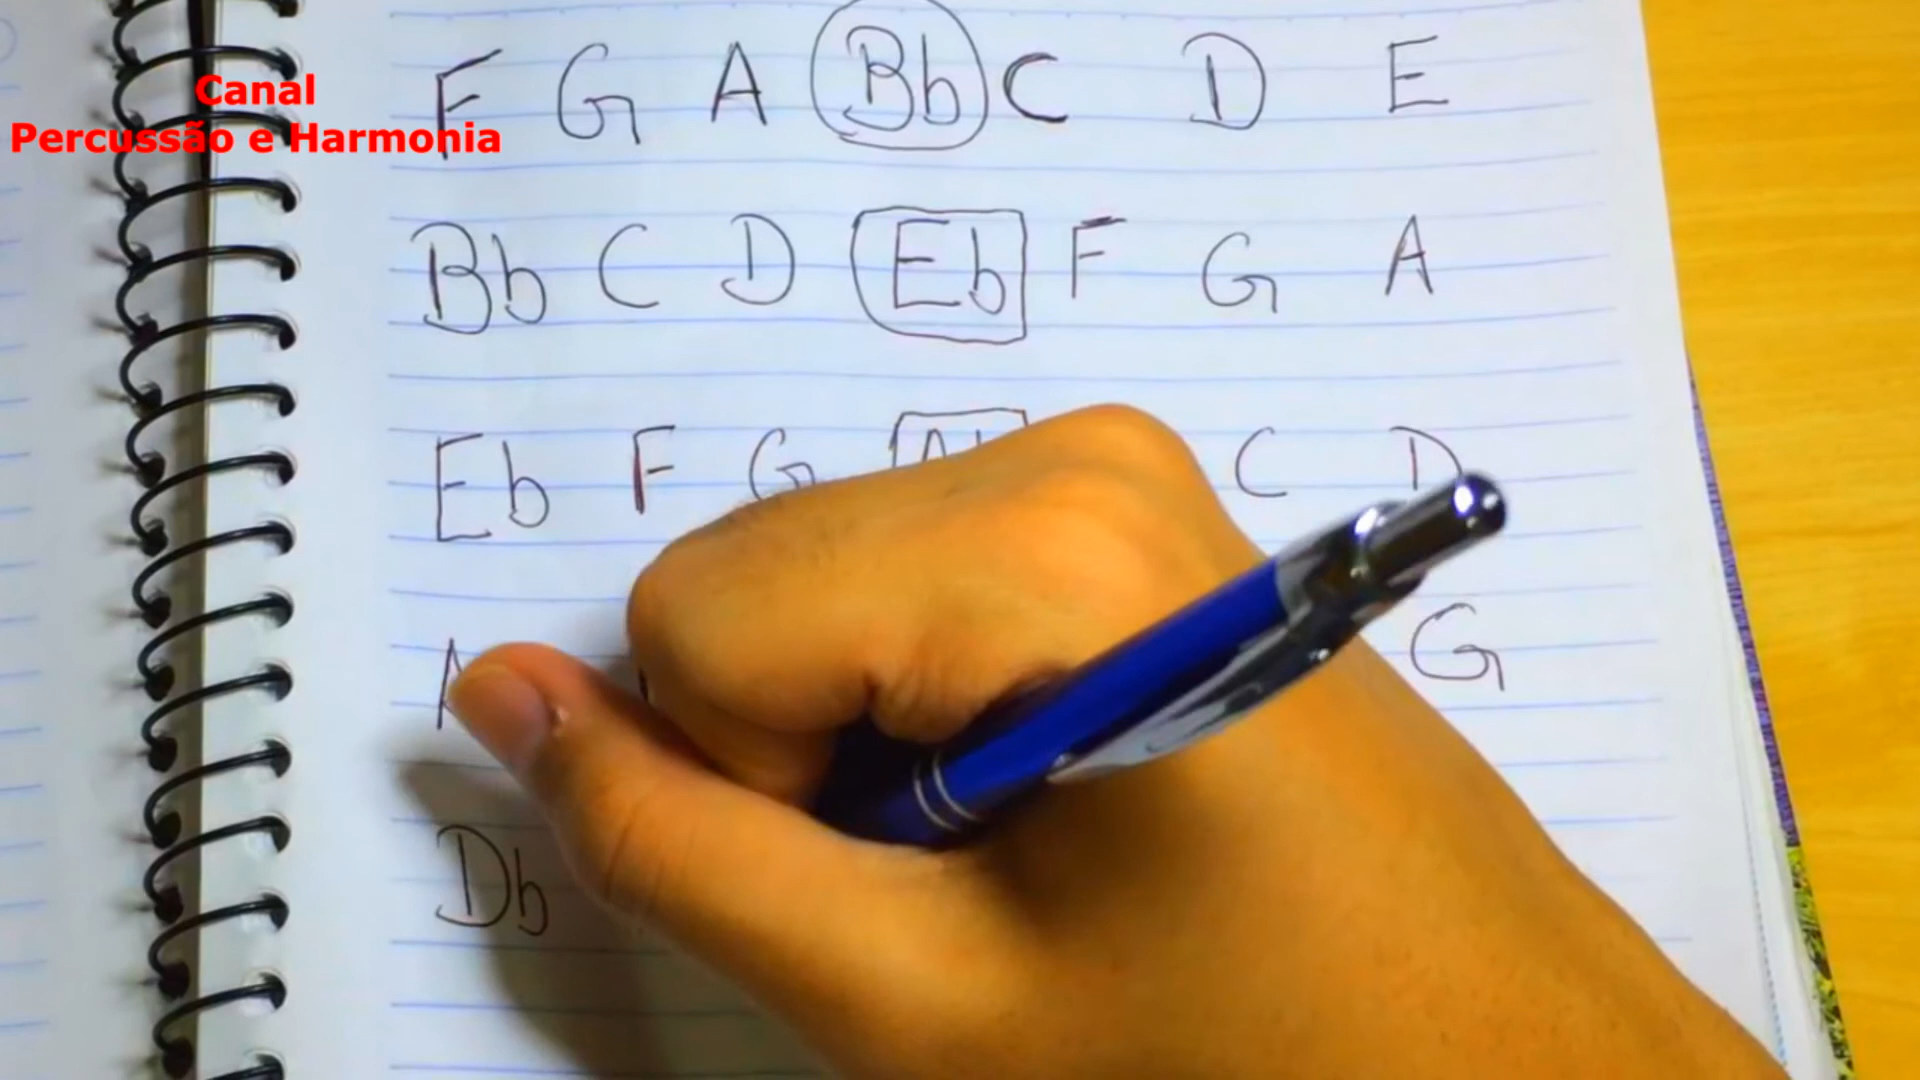 Canal
Percussão e Harmonia
F G A Bb C D E
Bb C D Eb F G A
Eb F G C D
G
Db